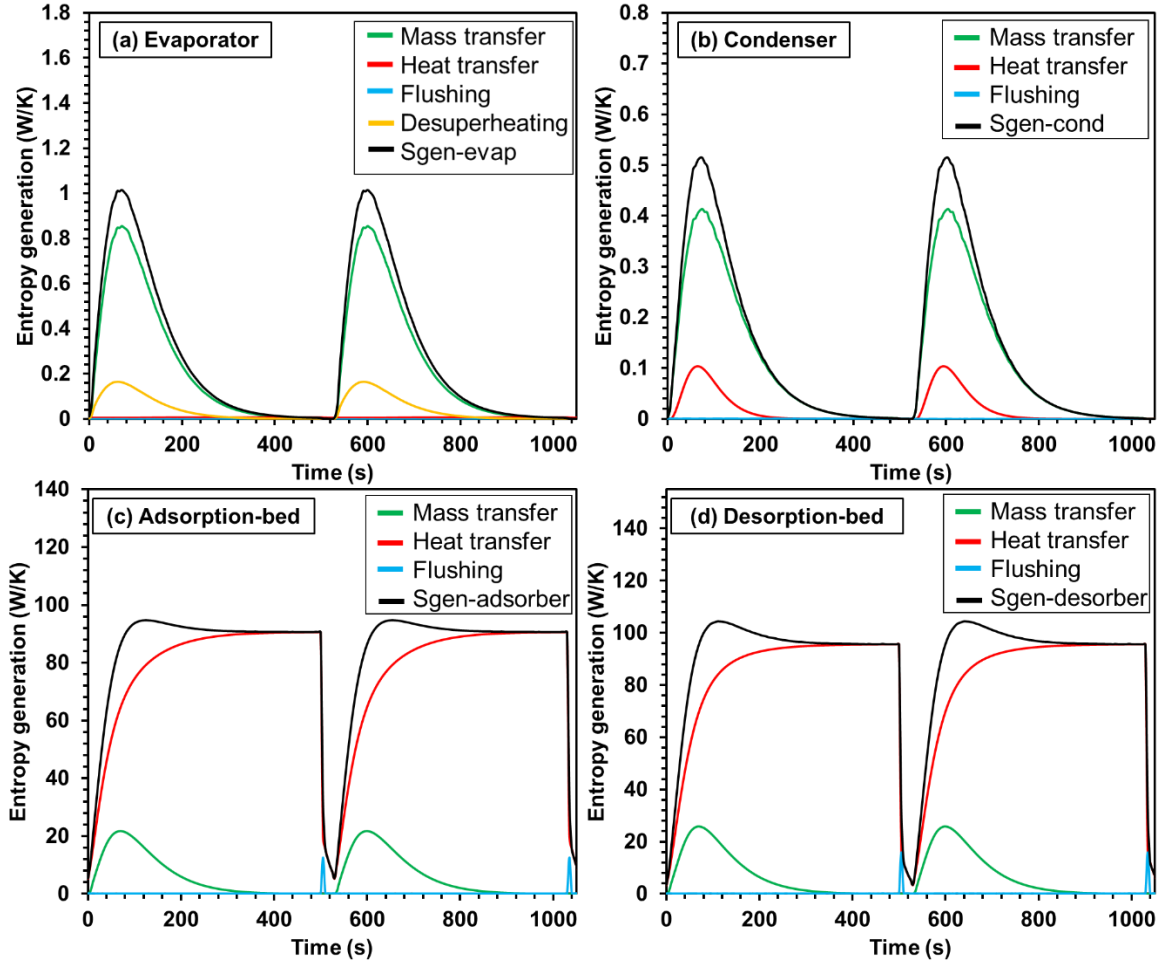 (a) Evaporator
Mass transfer
Heat transfer
Flushing
Desuperheating
Sgen-evap
Entropy generation (W/K)
1.8
1.6
1.4
1.2
1
0.8
0.6
0.4
0.2
0
0 200 400 600 800 1000
Time (s)
(b) Condenser
Mass transfer
Heat transfer
Flushing
Sgen-cond
Entropy generation (W/K)
0.8
0.7
0.6
0.5
0.4
0.3
0.2
0.1
0
0 200 400 600 800 1000
Time (s)
(c) Adsorption-bed
Mass transfer
Heat transfer
Flushing
Sgen-adsorber
Entropy generation (W/K)
140
120
100
80
60
40
20
0
0 200 400 600 800 1000
Time (s)
(d) Desorption-bed
Mass transfer
Heat transfer
Flushing
Sgen-desorber
Entropy generation (W/K)
140
120
100
80
60
40
20
0
0 200 400 600 800 1000
Time (s)